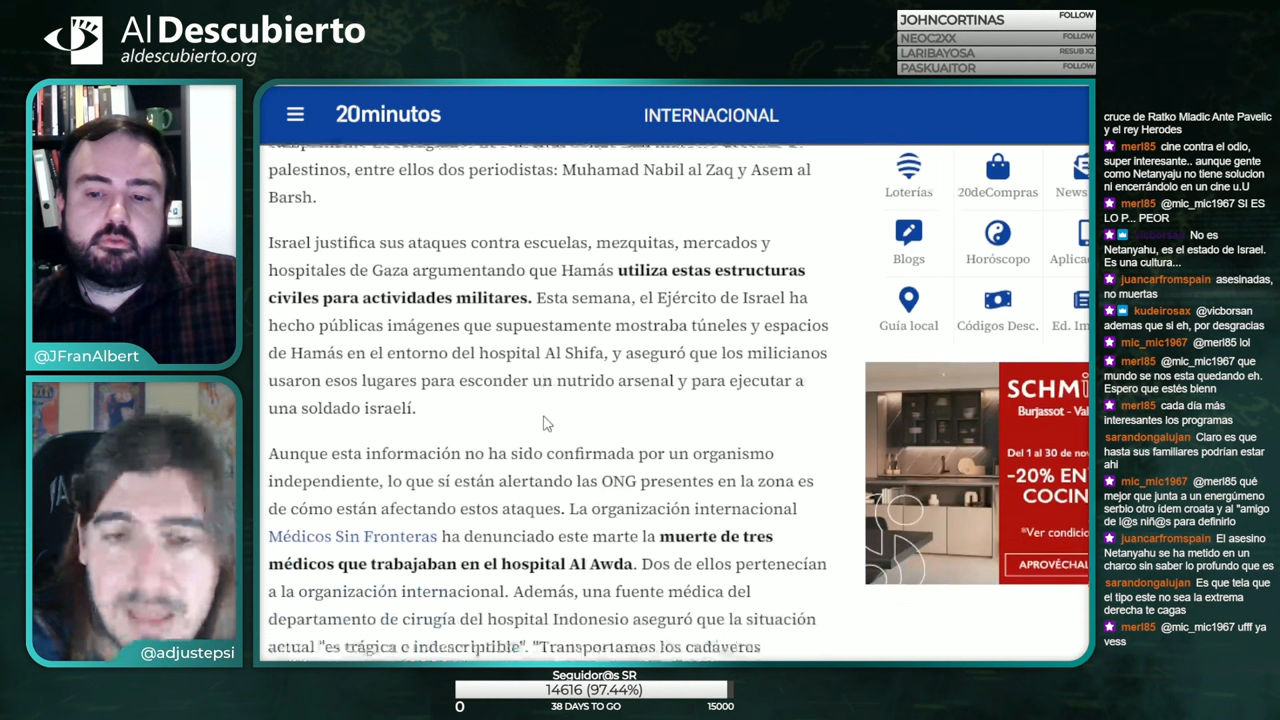 Al Descubierto
aldescubierto.org
JOHNCORTINAS FOLLOW
NEOC2XX FOLLOW
LARIBAYOSA RESUB X2
PASKUAITOR FOLLOW
20minutos
INTERNACIONAL
palestinos, entre ellos dos periodistas: Muhamad Nabil al Zaq y Asem al
Barsh.
Israel justifica sus ataques contra escuelas, mezquitas, mercados y
hospitales de Gaza argumentando que Hamás utiliza estas estructuras
civiles para actividades militares. Esta semana, el Ejército de Israel ha
hecho públicas imágenes que supuestamente mostraba túneles y espacios
de Hamás en el entorno del hospital Al Shifa, y aseguró que los milicianos
usaron esos lugares para esconder un nutrido arsenal y para ejecutar a
una soldado israelí.
Aunque esta información no ha sido confirmada por un organismo
independiente, lo que sí están alertando las ONG presentes en la zona es
de cómo están afectando estos ataques. La organización internacional
Médicos Sin Fronteras ha denunciado este marte la muerte de tres
médicos que trabajaban en el hospital Al Awda. Dos de ellos pertenecían
a la organización internacional. Además, una fuente médica del
departamento de cirugía del hospital Indonesio aseguró que la situación
actual "es trágica e indescriptible". "Transportamos los cadáveres
Loterías
20deCompras
News
Blogs
Horóscopo
Aplica
Guía local
Códigos Desc.
Ed. Im
SCHMi
Burjassot - Val
Del 1 al 30 de nov
-20% EN
COCIN
*Ver condicio
APROVÉCHAL
@JFranAlbert
@adjustepsi
cruce de Ratko Mladic Ante Pavelic
y el rey Herodes
merl85 cine contra el odio,
super interesante.. aunque gente
como Netanyaju no tiene solucion
ni encerrándolo en un cine u.U
merl85 @mic_mic1967 SI ES
LO P... PEOR
vicborsan No es
Netanyahu, es el estado de Israel.
Es una cultura...
juancarfromspain asesinadas,
no muertas
kudeirosax @vicborsan
ademas que si eh, por desgracias
mic_mic1967 @merl85 lol
merl85 @mic_mic1967 que
mundo se nos esta quedando eh.
Espero que estés bienn
merl85 cada día más
interesantes los programas
sarandongalujan Claro es que
hasta sus familiares podrían estar
ahi
mic_mic1967 @merl85 qué
mejor que junta a un energúmeno
serbio otro ídem croata y al "amigo
de l@s niñ@s para definirlo
juancarfromspain El asesino
Netanyahu se ha metido en un
charco sin saber lo profundo que es
sarandongalujan Es que tela que
el tipo este no sea la extrema
derecha te cagas
merl85 @mic_mic1967 ufff ya
vess
Seguidor@s SR
14616 (97.44%)
0 38 DAYS TO GO 15000